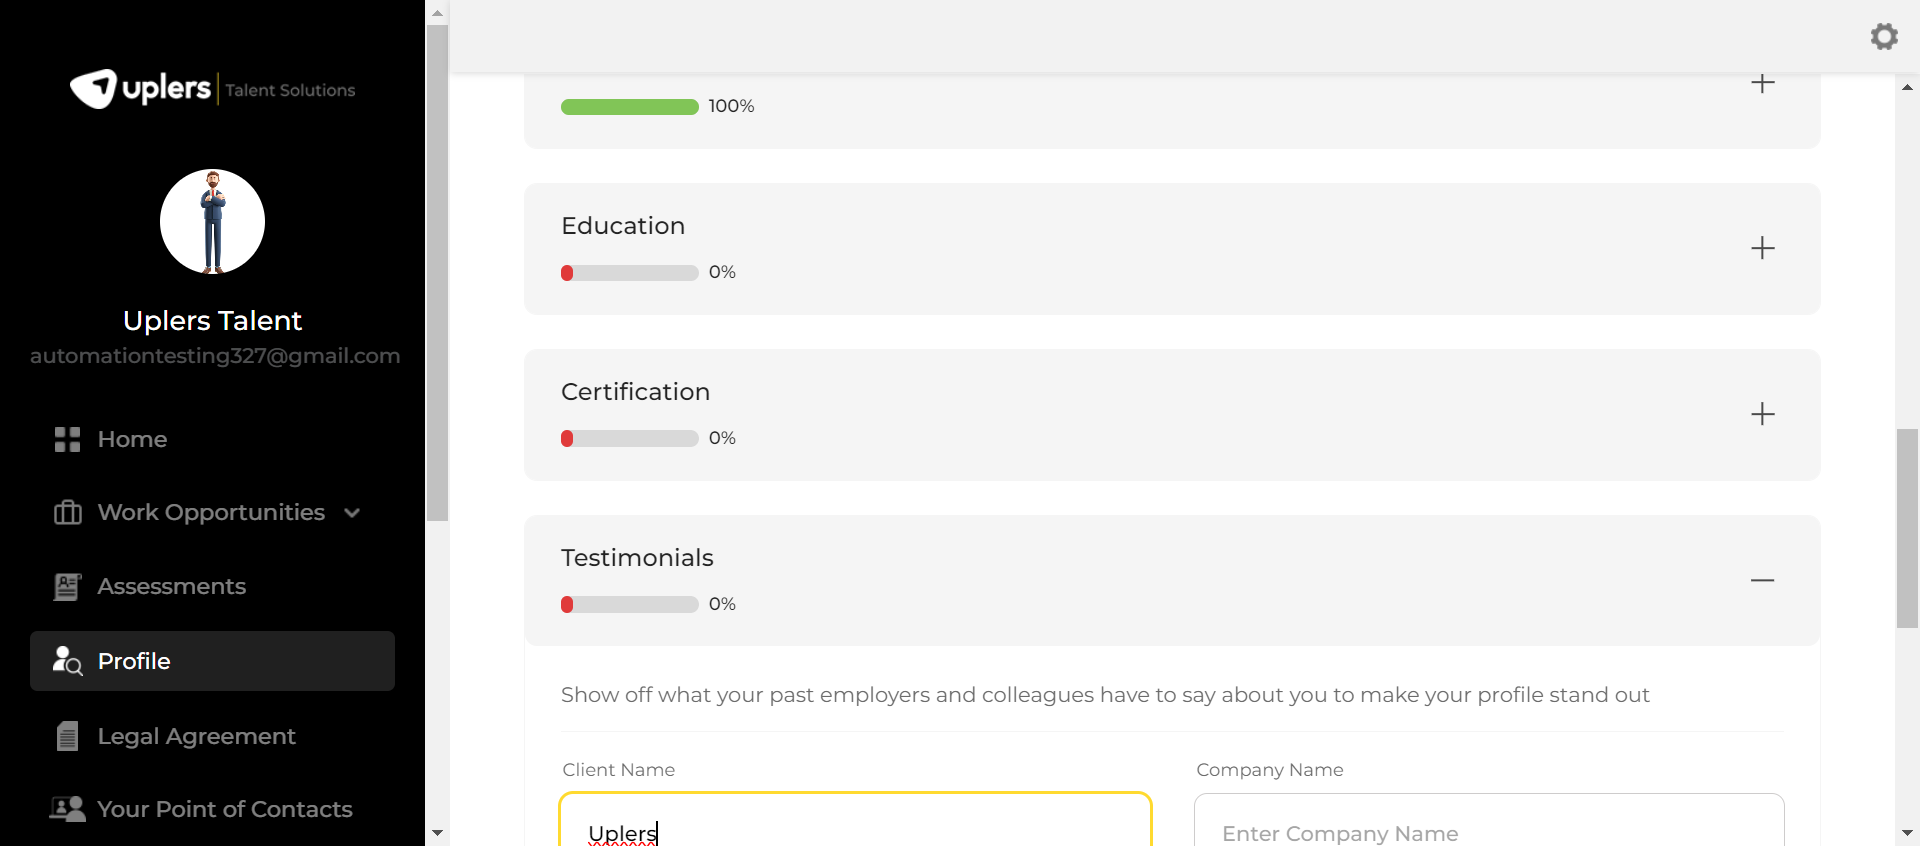 uplers | Talent Solutions
Uplers Talent
automationtesting327@gmail.com
Home
Work Opportunities
Assessments
Profile
Legal Agreement
Your Point of Contacts
100%
Education
0%
Certification
0%
Testimonials
0%
Show off what your past employers and colleagues have to say about you to make your profile stand out
Client Name
Company Name
Uplers
Enter Company Name